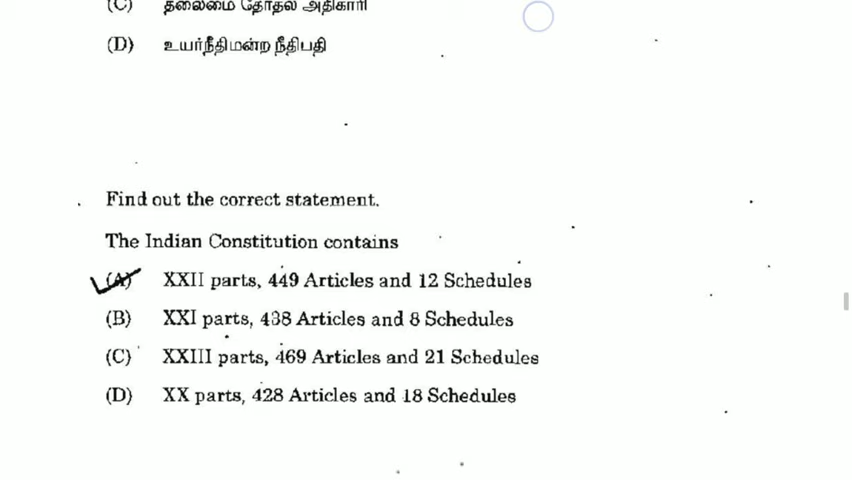 (C) தலைமை தேர்தல் அதிகாரி
(D) உயர்நீதிமன்ற நீதிபதி
Find out the correct statement.
The Indian Constitution contains
(A) XXII parts, 449 Articles and 12 Schedules
(B) XXI parts, 438 Articles and 8 Schedules
(C) XXIII parts, 469 Articles and 21 Schedules
(D) XX parts, 428 Articles and 18 Schedules